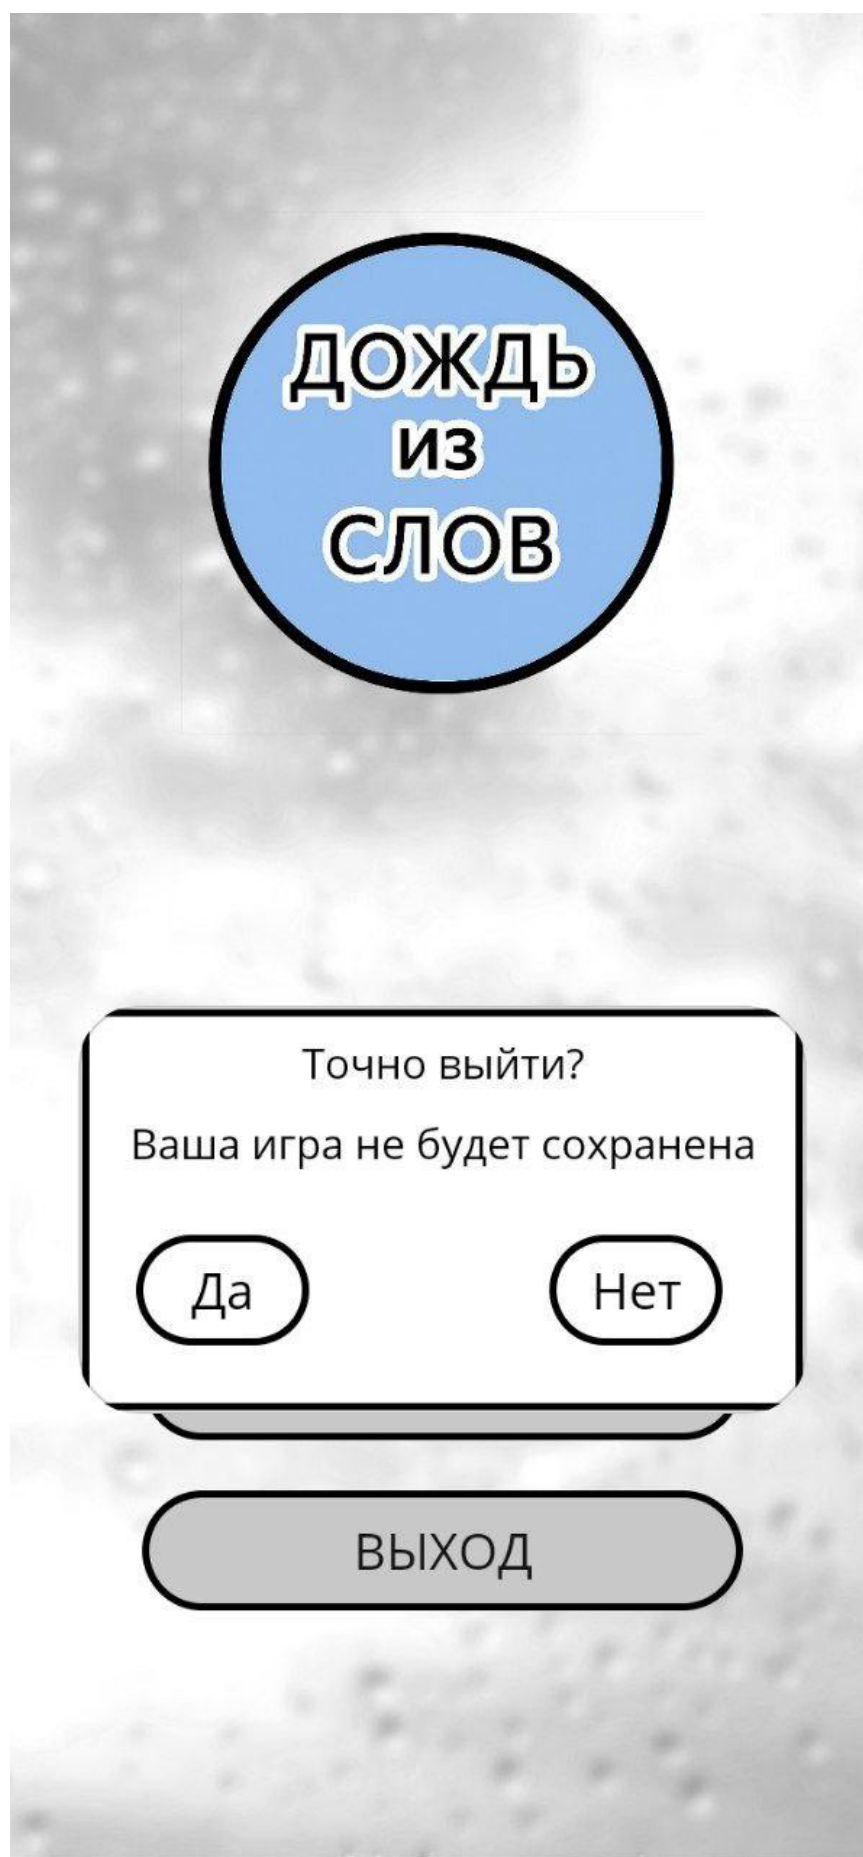 ДОЖДЬ
из
СЛОВ
Точно выйти?
Ваша игра не будет сохранена
Да
Нет
ВЫХОД